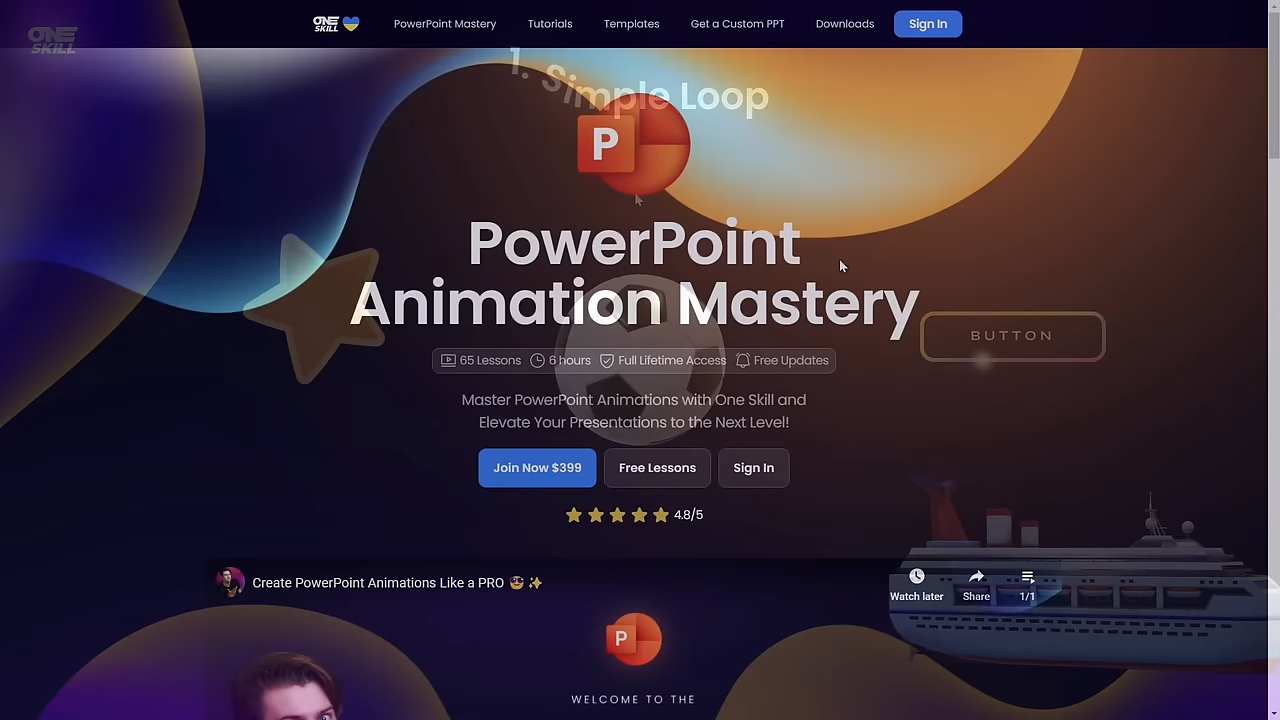 ONE
SKILL
ONE
SKILL
PowerPoint Mastery
Tutorials
Templates
Get a Custom PPT
Downloads
Sign In
1. Simple Loop
P
PowerPoint
Animation Mastery
BUTTON
65 Lessons
6 hours
Full Lifetime Access
Free Updates
Master PowerPoint Animations with One Skill and
Elevate Your Presentations to the Next Level!
Join Now $399
Free Lessons
Sign In
4.8/5
Create PowerPoint Animations Like a PRO
Watch later
Share
1/1
P
WELCOME TO THE